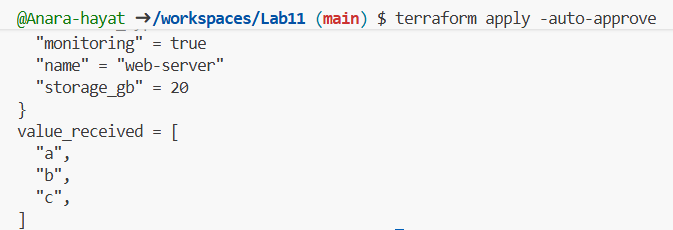 @Anara-hayat ➜/workspaces/Lab11 (main) $ terraform apply -auto-approve
"monitoring" = true
"name" = "web-server"
"storage_gb" = 20
}
value_received = [
"a",
"b",
"c",
]